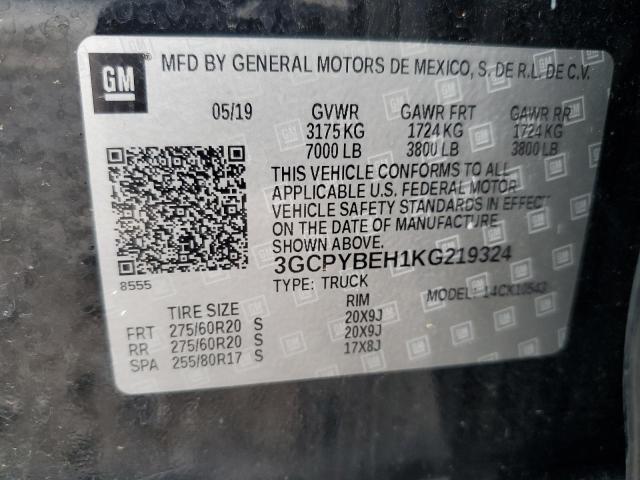 GM
MFD BY GENERAL MOTORS DE MEXICO, S. DE R.L. DE C.V.
05/19 GVWR GAWR FRT GAWR RR
3175 KG 1724 KG 1724 KG
7000 LB 3800 LB 3800 LB
THIS VEHICLE CONFORMS TO ALL
APPLICABLE U.S. FEDERAL MOTOR
VEHICLE SAFETY STANDARDS IN EFFECT
ON THE DATE OF MANUFACTURE
SHOWN ABOVE.
8555
3GCPYBEH1KG219324
TYPE: TRUCK MODEL: 14CK10543
TIRE SIZE RIM
FRT 275/60R20 S 20X9J
RR 275/60R20 S 20X9J
SPA 255/80R17 S 17X8J